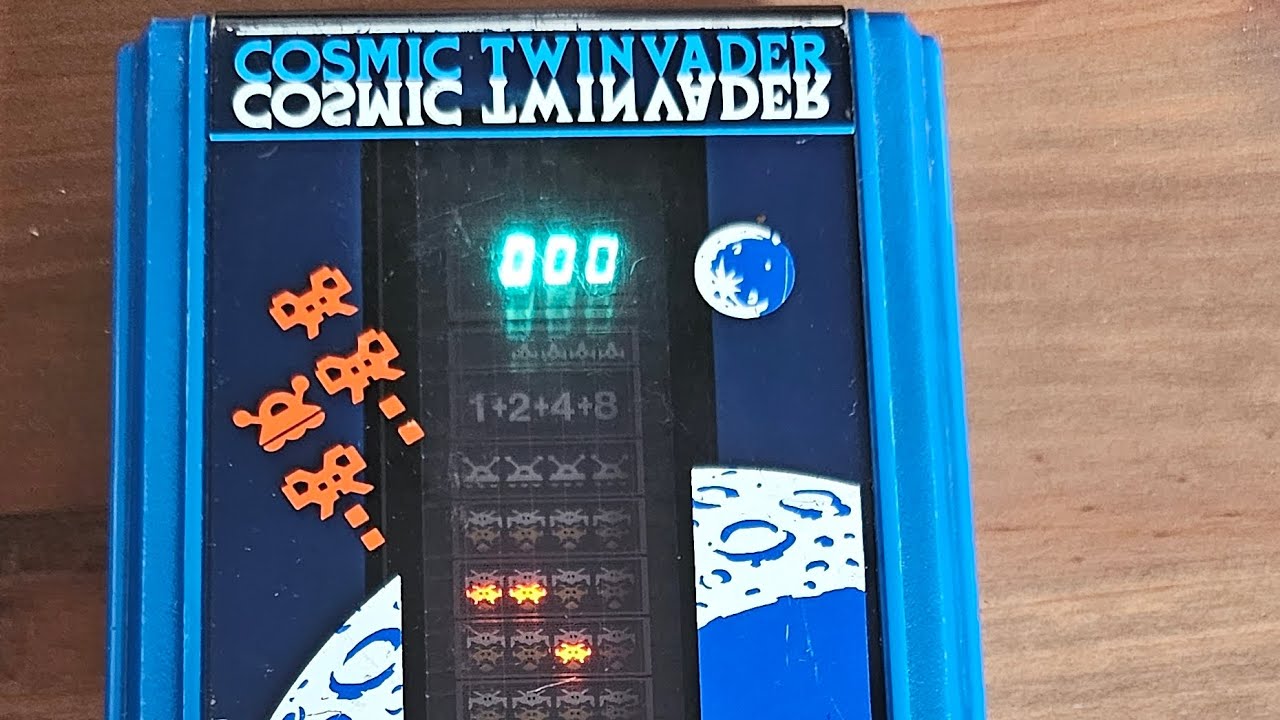 COSMIC TWINVADER
COSMIC TWINVADER
000
1+2+4+8